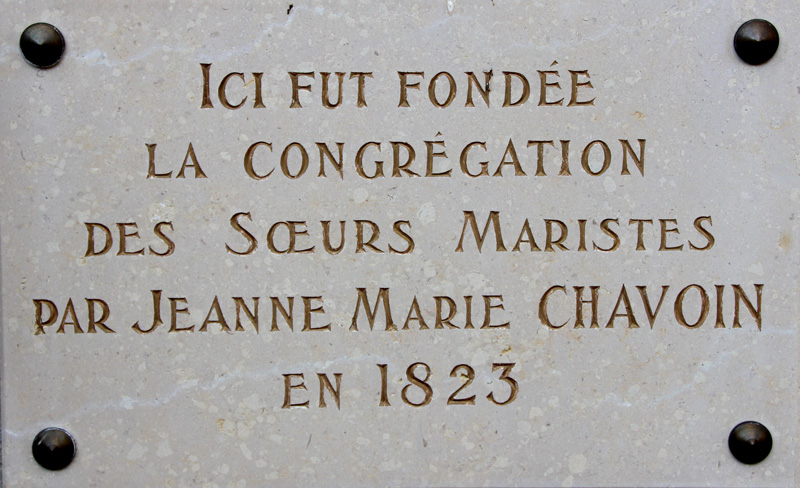 ICI FUT FONDÉE
LA CONGRÉGATION
DES SŒURS MARISTES
PAR JEANNE MARIE CHAVOIN
EN 1823